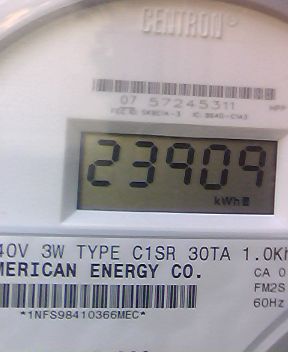 CENTRON®
07 57245311
23909
kWh
40V 3W TYPE C1SR 30TA 1.0Kh
MERICAN ENERGY CO.
CA 0
FM2S
60Hz
*1NFS98410366MEC*